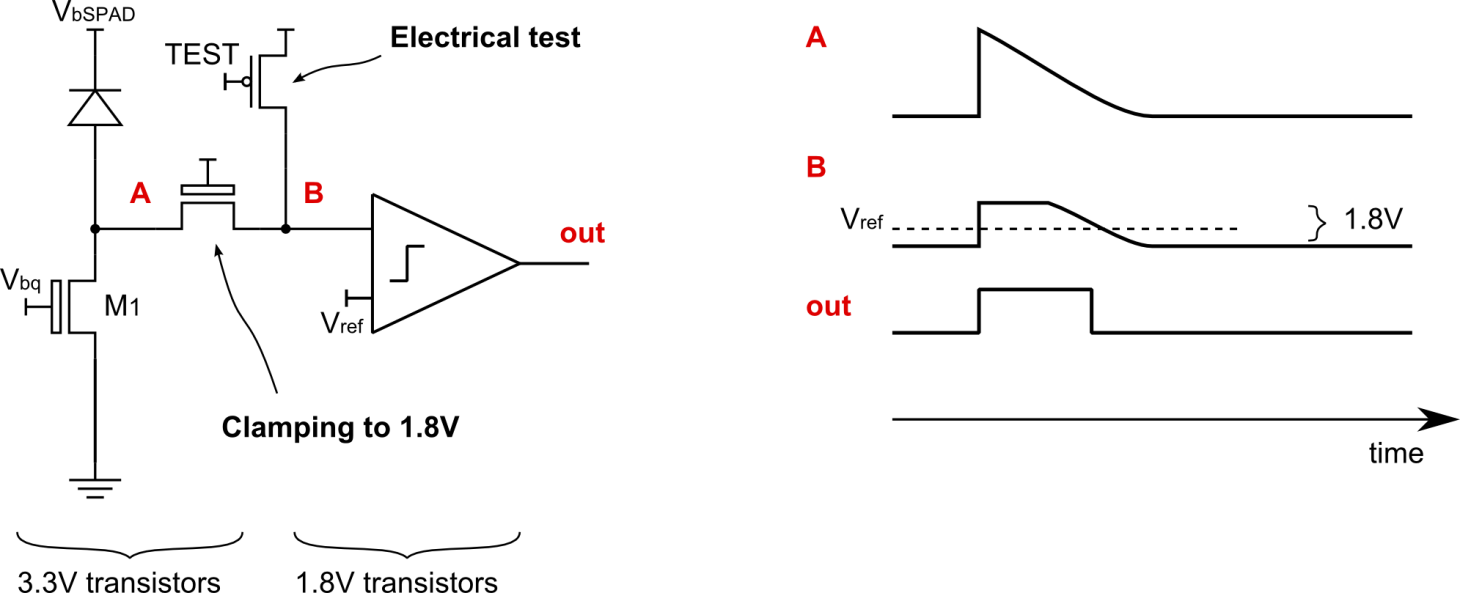 VbSPAD
TEST
Electrical test
A
B
out
Vbq
M1
Vref
Clamping to 1.8V
3.3V transistors
1.8V transistors
A
B
Vref
1.8V
out
time